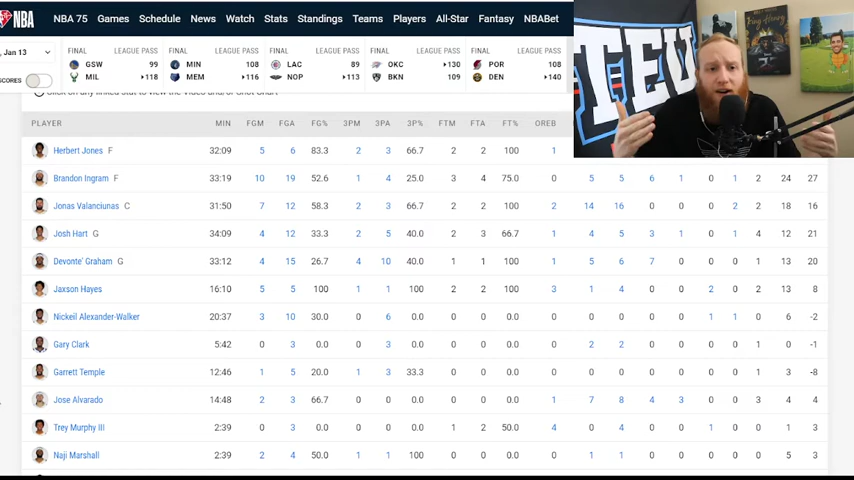 NBA NBA 75 Games Schedule News Watch Stats Standings Teams Players All-Star Fantasy NBABet
, Jan 13
SCORES
FINAL LEAGUE PASS FINAL LEAGUE PASS FINAL LEAGUE PASS FINAL LEAGUE PASS FINAL LEAGUE PASS
GSW 99 MIN 108 LAC 89 OKC 130 POR 108
MIL 118 MEM 116 NOP 113 BKN 109 DEN 140
TEU
PLAYER MIN FGM FGA FG% 3PM 3PA 3P% FTM FTA FT% OREB
Herbert Jones F 32:09 5 6 83.3 2 3 66.7 2 2 100 1
Brandon Ingram F 33:19 10 19 52.6 1 4 25.0 3 4 75.0 0 5 5 6 1 0 1 2 24 27
Jonas Valanciunas C 31:50 7 12 58.3 2 3 66.7 2 2 100 2 14 16 0 0 0 2 2 18 16
Josh Hart G 34:09 4 12 33.3 2 5 40.0 2 3 66.7 1 4 5 3 1 0 1 4 12 21
Devonte' Graham G 33:12 4 15 26.7 4 10 40.0 1 1 100 1 5 6 7 0 0 0 1 13 20
Jaxson Hayes 16:10 5 5 100 1 1 100 2 2 100 3 1 4 0 0 2 0 2 13 8
Nickeil Alexander-Walker 20:37 3 10 30.0 0 6 0.0 0 0 0.0 0 0 0 0 0 1 1 0 6 -2
Gary Clark 5:42 0 3 0.0 0 3 0.0 0 0 0.0 0 2 2 0 0 0 0 1 0 -1
Garrett Temple 12:46 1 5 20.0 1 3 33.3 0 0 0.0 0 0 0 0 0 0 0 1 3 -8
Jose Alvarado 14:48 2 3 66.7 0 0 0.0 0 0 0.0 1 7 8 4 3 0 0 3 4 4
Trey Murphy III 2:39 0 3 0.0 0 0 0.0 1 2 50.0 4 0 4 0 0 1 0 0 1 3
Naji Marshall 2:39 2 4 50.0 1 1 100 0 0 0.0 0 1 1 0 0 0 0 0 5 3